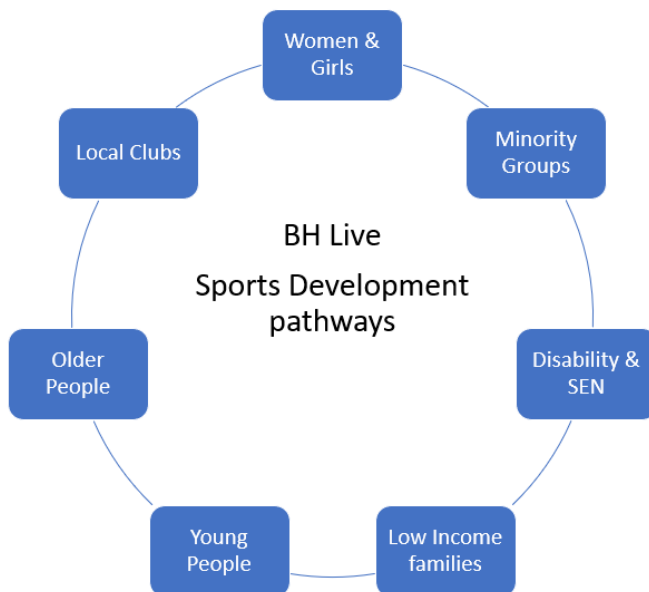 Women &
Girls
Local Clubs
Minority
Groups
BH Live
Sports Development
pathways
Older
People
Disability &
SEN
Young
People
Low Income
families